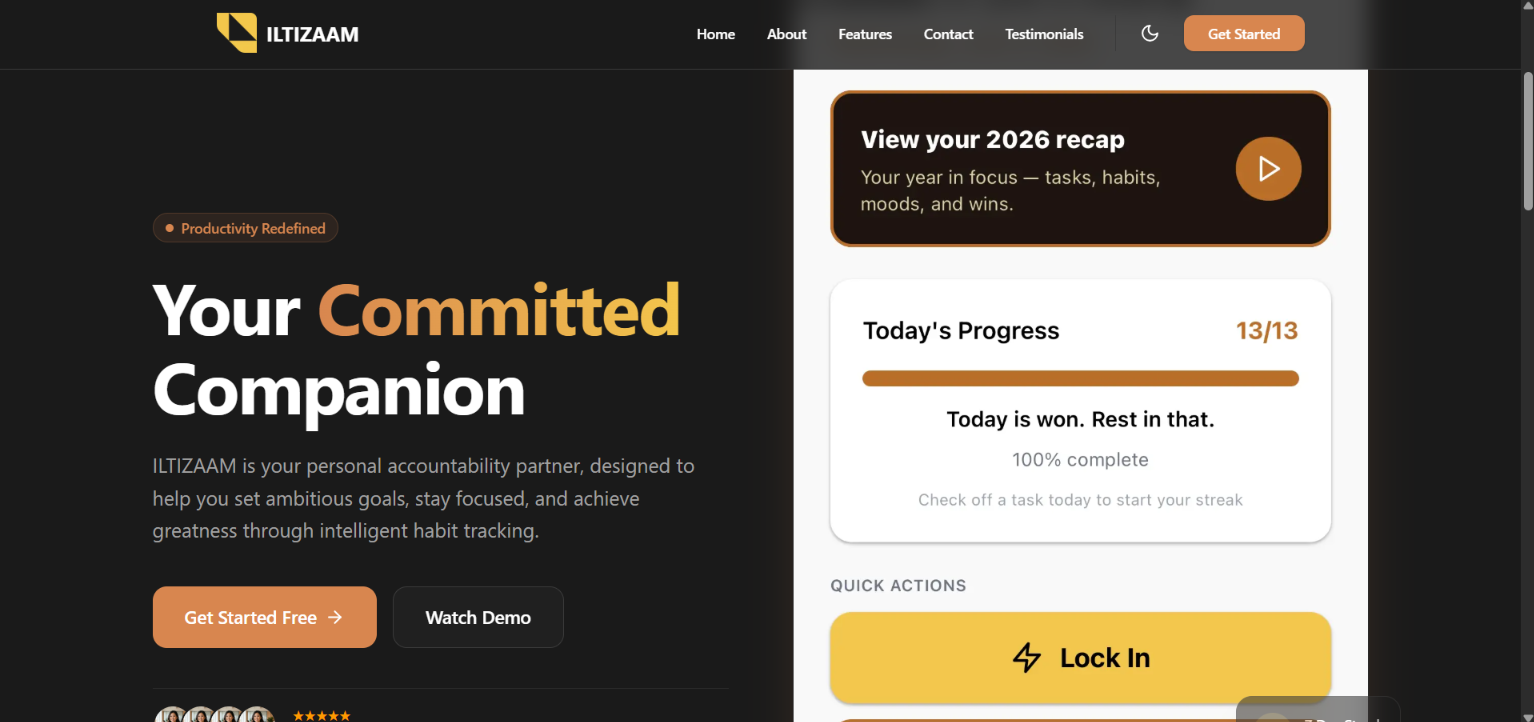 ILTIZAAM
Home
About
Features
Contact
Testimonials
Get Started
Productivity Redefined
Your Committed
Companion
ILTIZAAM is your personal accountability partner, designed to
help you set ambitious goals, stay focused, and achieve
greatness through intelligent habit tracking.
Get Started Free
Watch Demo
View your 2026 recap
Your year in focus — tasks, habits,
moods, and wins.
Today's Progress
13/13
Today is won. Rest in that.
100% complete
Check off a task today to start your streak
QUICK ACTIONS
Lock In